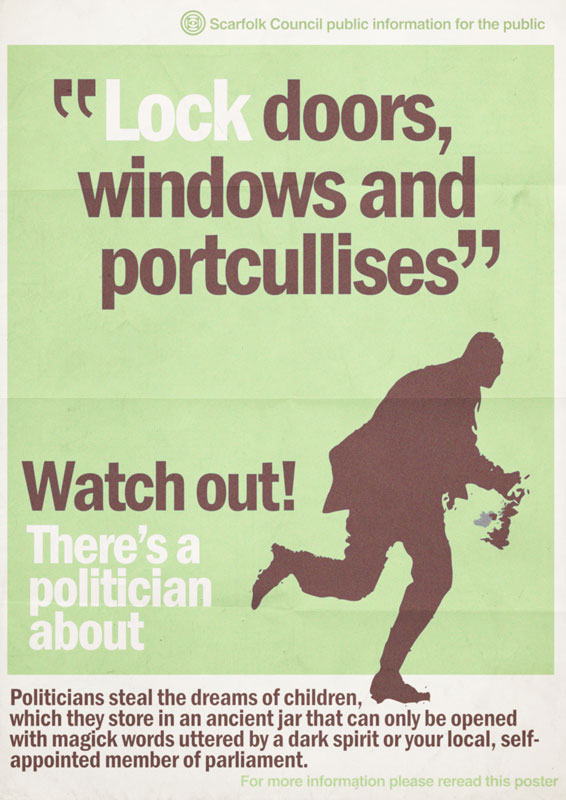 Scarfolk Council public information for the public
"Lock doors,
windows and
portcullises"
Watch out!
There's a
politician
about
Politicians steal the dreams of children,
which they store in an ancient jar that can only be opened
with magick words uttered by a dark spirit or your local, self-
appointed member of parliament.
For more information please reread this poster